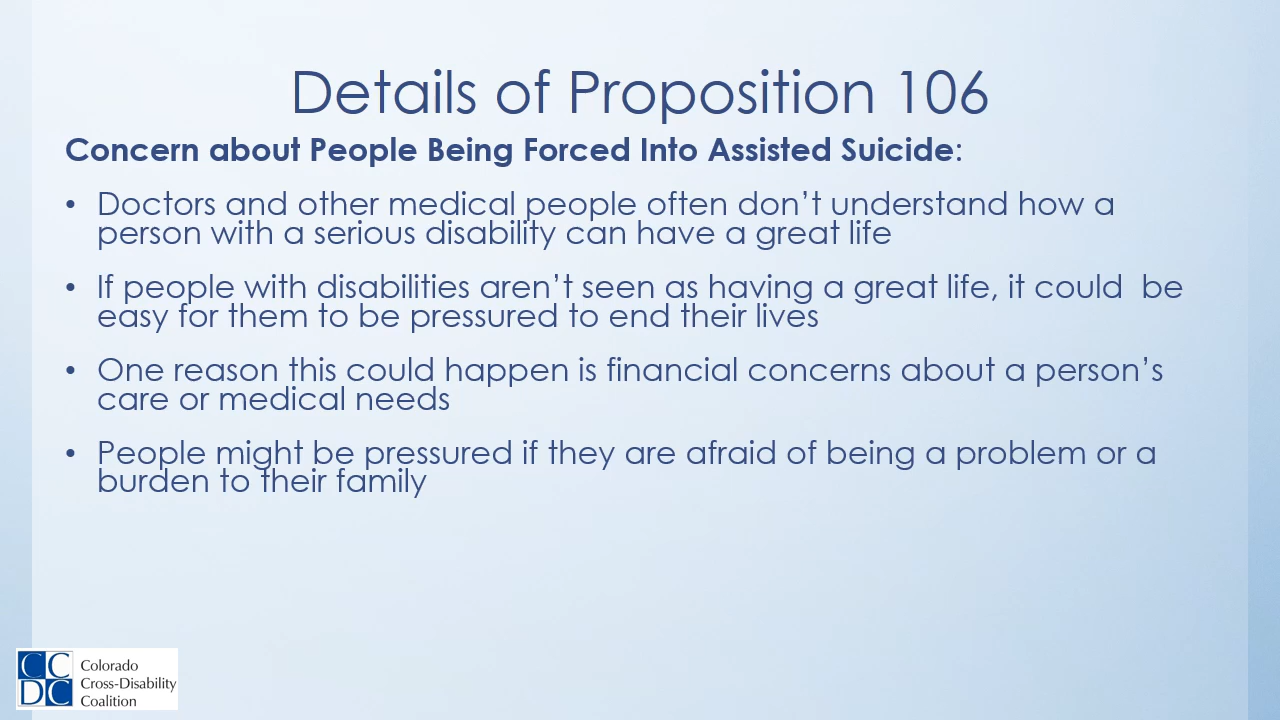 Details of Proposition 106
Concern about People Being Forced Into Assisted Suicide:
• Doctors and other medical people often don’t understand how a
person with a serious disability can have a great life
• If people with disabilities aren’t seen as having a great life, it could  be
easy for them to be pressured to end their lives
• One reason this could happen is financial concerns about a person’s
care or medical needs
• People might be pressured if they are afraid of being a problem or a
burden to their family
CC
DC
Colorado
Cross-Disability
Coalition